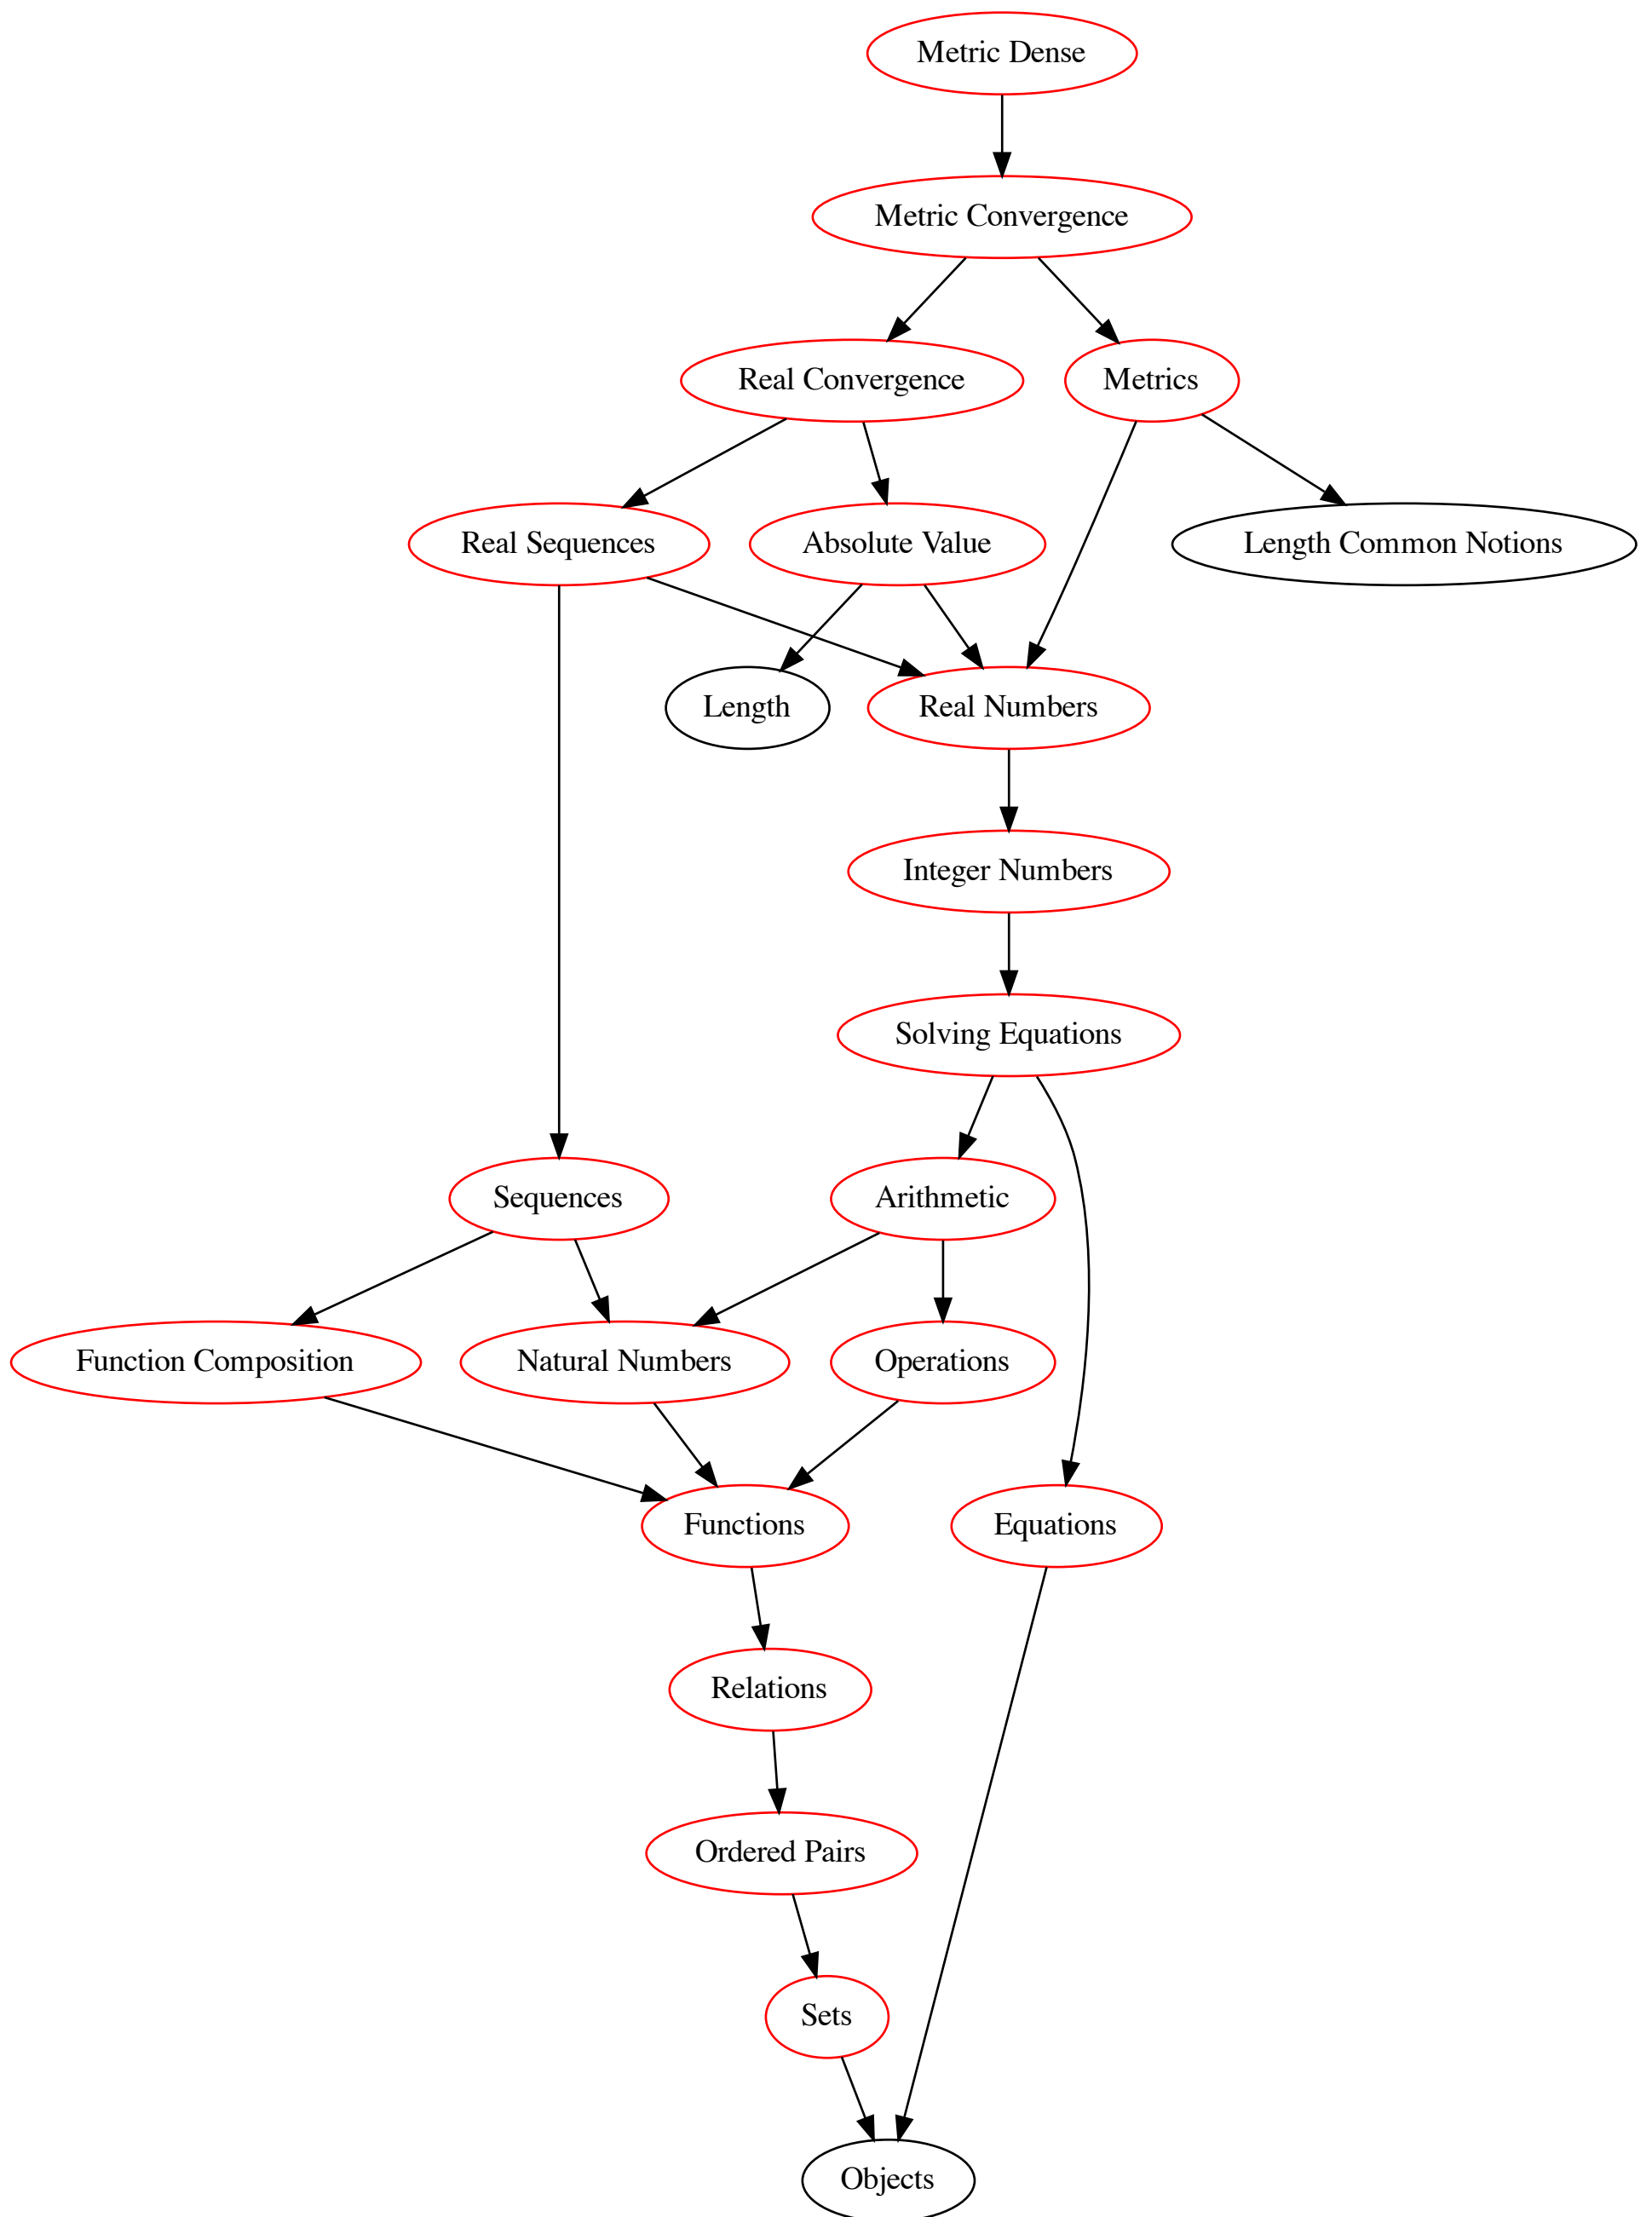 Metric Dense
Metric Convergence
Real Convergence
Metrics
Real Sequences
Absolute Value
Length Common Notions
Length
Real Numbers
Integer Numbers
Solving Equations
Sequences
Arithmetic
Function Composition
Natural Numbers
Operations
Functions
Equations
Relations
Ordered Pairs
Sets
Objects